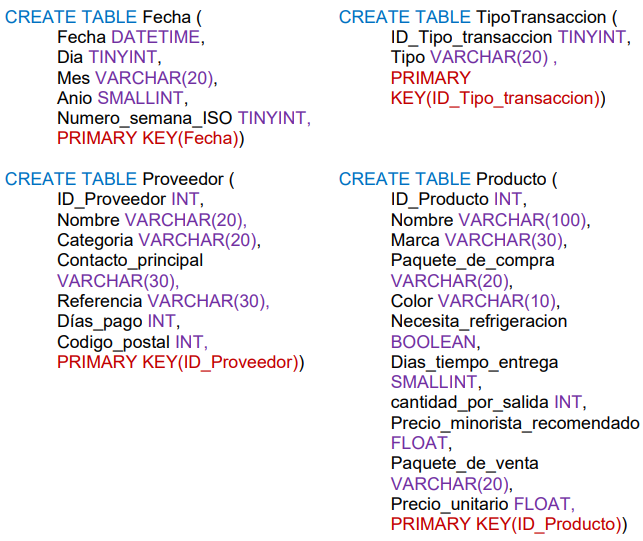 CREATE TABLE Fecha (
Fecha DATETIME,
Dia TINYINT,
Mes VARCHAR(20),
Anio SMALLINT,
Numero_semana_ISO TINYINT,
PRIMARY KEY(Fecha))
CREATE TABLE TipoTransaccion (
ID_Tipo_transaccion TINYINT,
Tipo VARCHAR(20) ,
PRIMARY
KEY(ID_Tipo_transaccion))
CREATE TABLE Proveedor (
ID_Proveedor INT,
Nombre VARCHAR(20),
Categoria VARCHAR(20),
Contacto_principal
VARCHAR(30),
Referencia VARCHAR(30),
Días_pago INT,
Codigo_postal INT,
PRIMARY KEY(ID_Proveedor))
CREATE TABLE Producto (
ID_Producto INT,
Nombre VARCHAR(100),
Marca VARCHAR(30),
Paquete_de_compra
VARCHAR(20),
Color VARCHAR(10),
Necesita_refrigeracion
BOOLEAN,
Dias_tiempo_entrega
SMALLINT,
cantidad_por_salida INT,
Precio_minorista_recomendado
FLOAT,
Paquete_de_venta
VARCHAR(20),
Precio_unitario FLOAT,
PRIMARY KEY(ID_Producto))